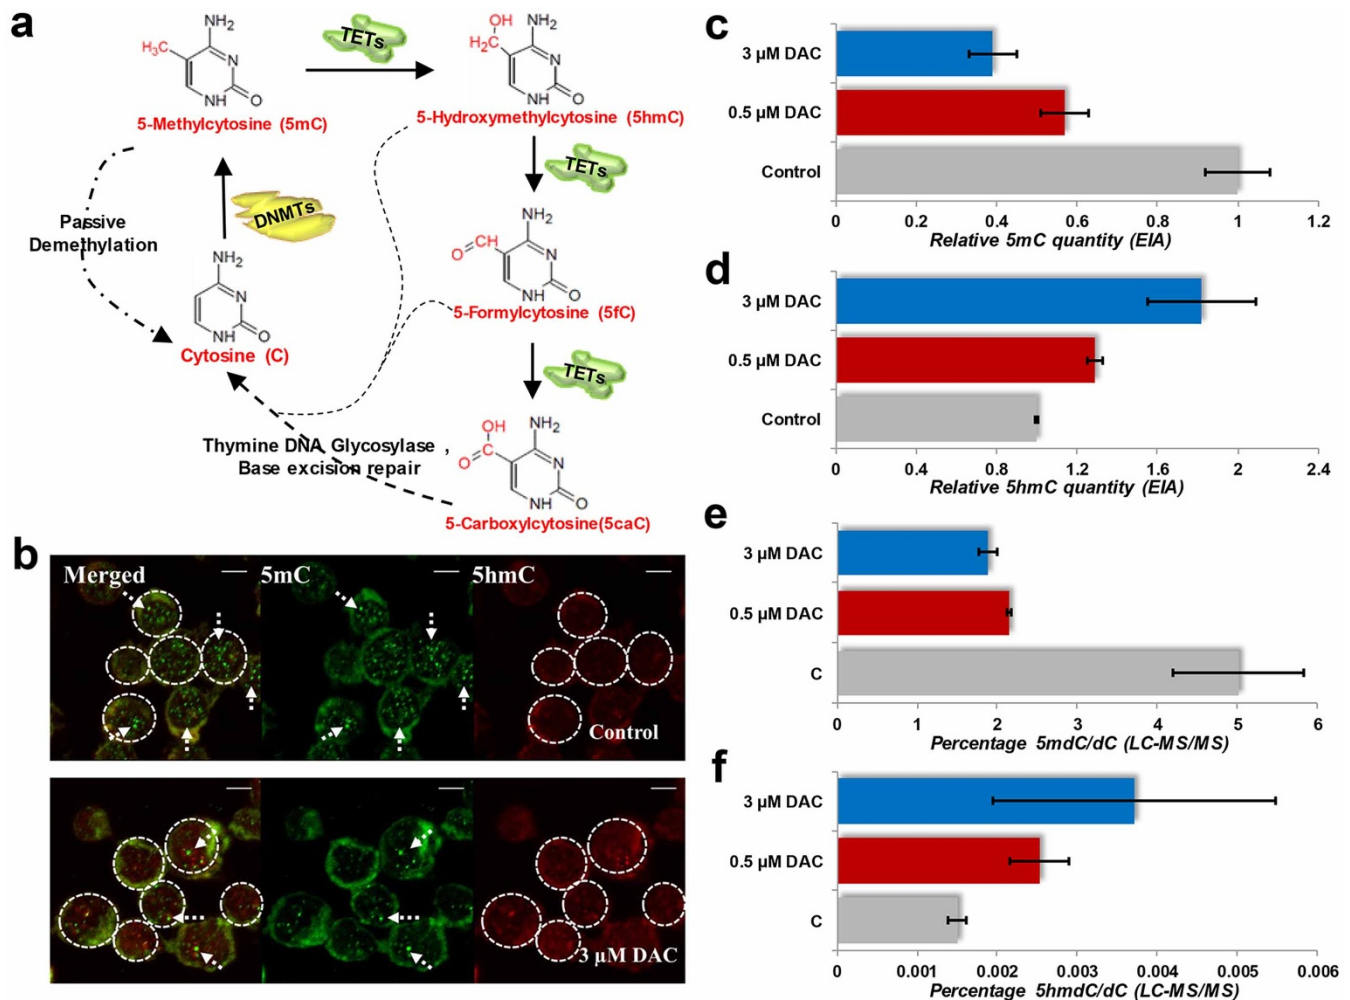 a
NH2
H3C
N
NH
O
5-Methylcytosine (5mC)
TETs
OH
H2C
NH2
N
NH
O
5-Hydroxymethylcytosine (5hmC)
TETs
DNMTs
Passive
Demethylation
NH2
N
NH
O
Cytosine (C)
NH2
O
CH
N
NH
O
5-Formylcytosine (5fC)
TETs
Thymine DNA Glycosylase ,
Base excision repair
OH
NH2
C
O
N
NH
O
5-Carboxylcytosine(5caC)
b
Merged
5mC
5hmC
Control
3 µM DAC
c
3 µM DAC
0.5 µM DAC
Control
0 0.2 0.4 0.6 0.8 1 1.2
Relative 5mC quantity (EIA)
d
3 µM DAC
0.5 µM DAC
Control
0 0.4 0.8 1.2 1.6 2 2.4
Relative 5hmC quantity (EIA)
e
3 µM DAC
0.5 µM DAC
C
0 1 2 3 4 5 6
Percentage 5mdC/dC (LC-MS/MS)
f
3 µM DAC
0.5 µM DAC
C
0 0.001 0.002 0.003 0.004 0.005 0.006
Percentage 5hmdC/dC (LC-MS/MS)